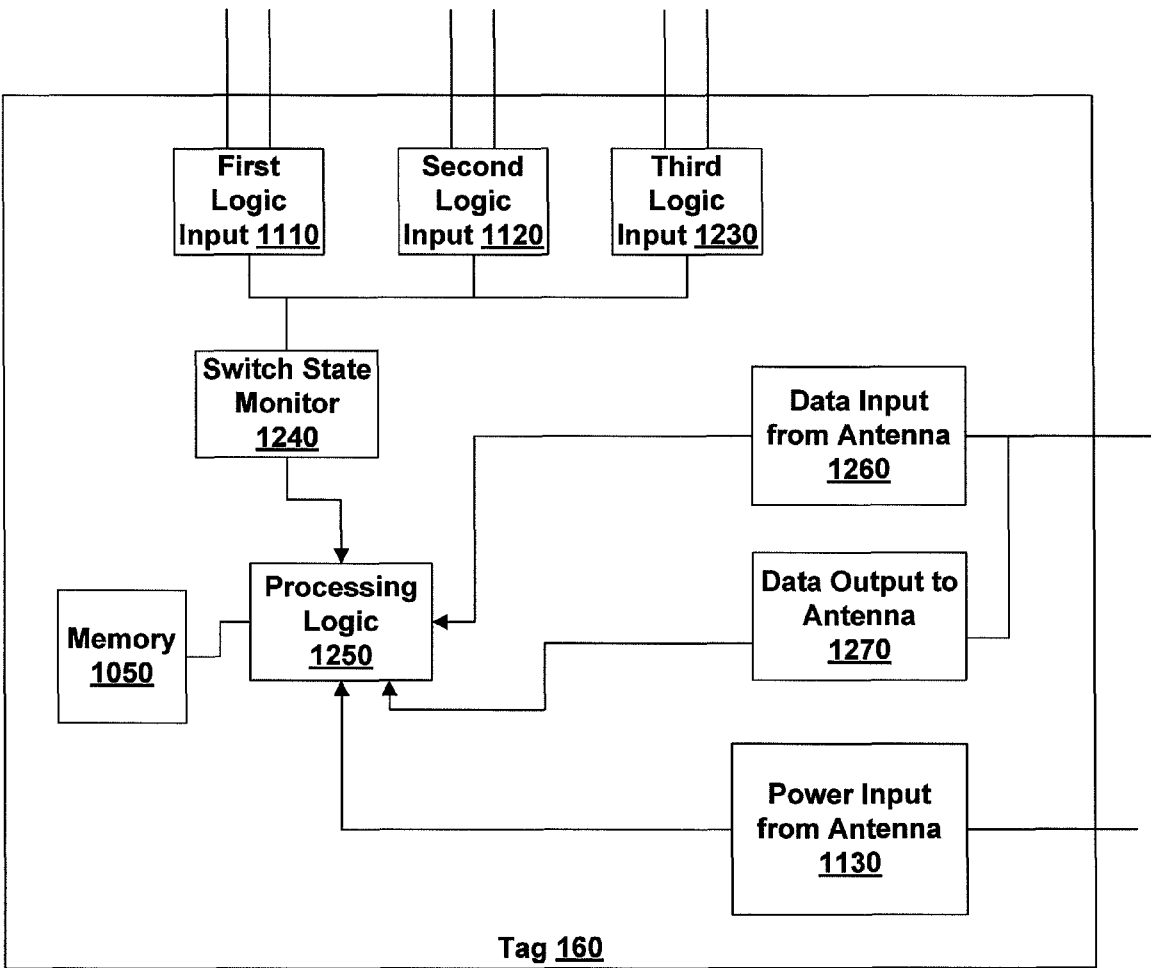 First
Logic
Input 1110
Second
Logic
Input 1120
Third
Logic
Input 1230
Switch State
Monitor
1240
Data Input
from Antenna
1260
Processing
Logic
1250
Data Output to
Antenna
1270
Memory
1050
Power Input
from Antenna
1130
Tag 160